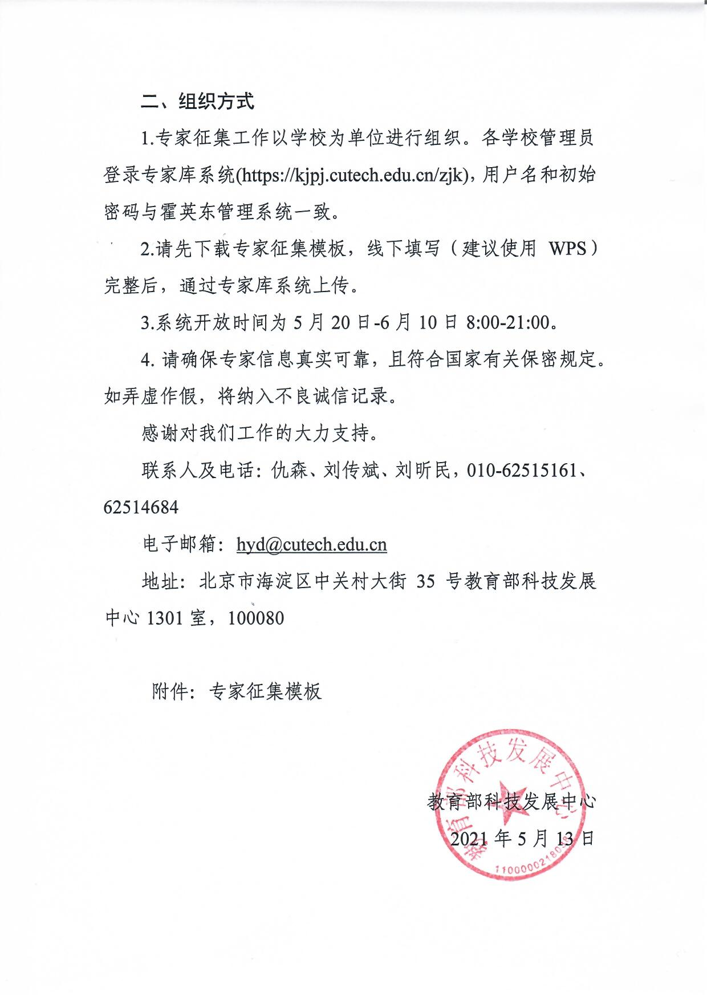 二、组织方式
1.专家征集工作以学校为单位进行组织。各学校管理员
登录专家库系统(https://kjpj.cutech.edu.cn/zjk)，用户名和初始
密码与霍英东管理系统一致。
2.请先下载专家征集模板，线下填写（建议使用 WPS）
完整后，通过专家库系统上传。
3.系统开放时间为 5 月 20 日-6 月 10 日 8:00-21:00。
4. 请确保专家信息真实可靠，且符合国家有关保密规定。
如弄虚作假，将纳入不良诚信记录。
感谢对我们工作的大力支持。
联系人及电话：仇森、刘传斌、刘昕民，010-62515161、
62514684
电子邮箱：hyd@cutech.edu.cn
地址：北京市海淀区中关村大街 35 号教育部科技发展
中心 1301 室，100080
附件：专家征集模板
教育部科技发展中心
教育部科技发展中心
2021 年 5 月 13 日
1100000218038